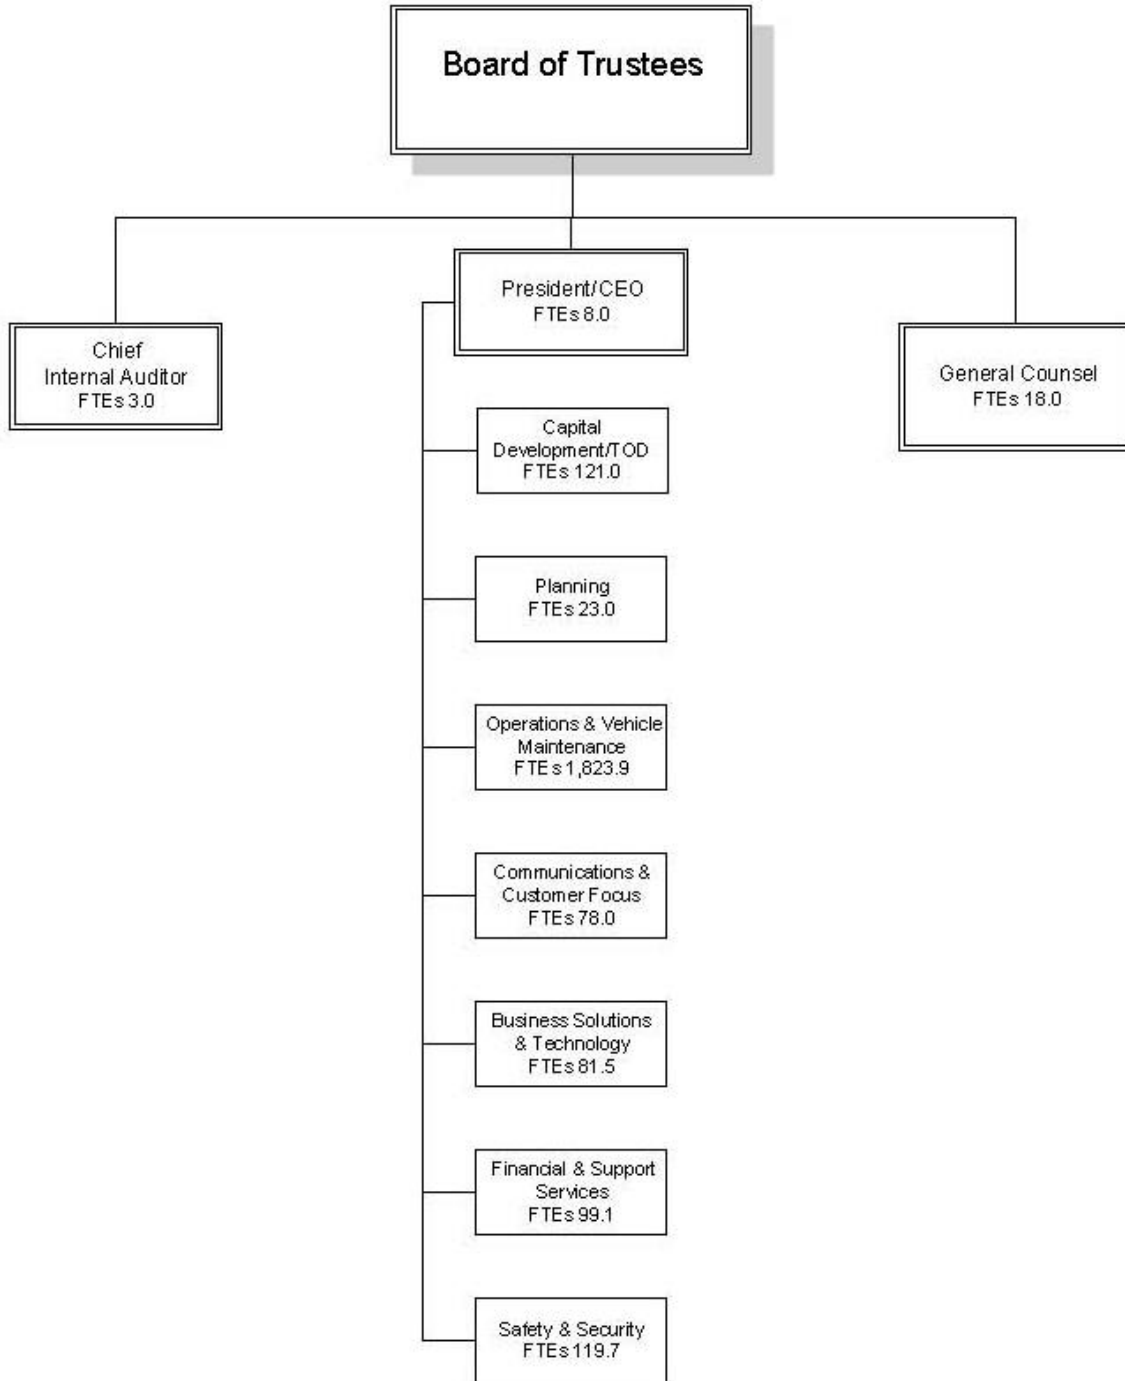 Board of Trustees
President/CEO
FTEs 8.0
Chief
Internal Auditor
FTEs 3.0
General Counsel
FTEs 18.0
Capital
Development/TOD
FTEs 121.0
Planning
FTEs 23.0
Operations & Vehicle
Maintenance
FTEs 1,823.9
Communications &
Customer Focus
FTEs 78.0
Business Solutions
& Technology
FTEs 81.5
Financial & Support
Services
FTEs 99.1
Safety & Security
FTEs 119.7